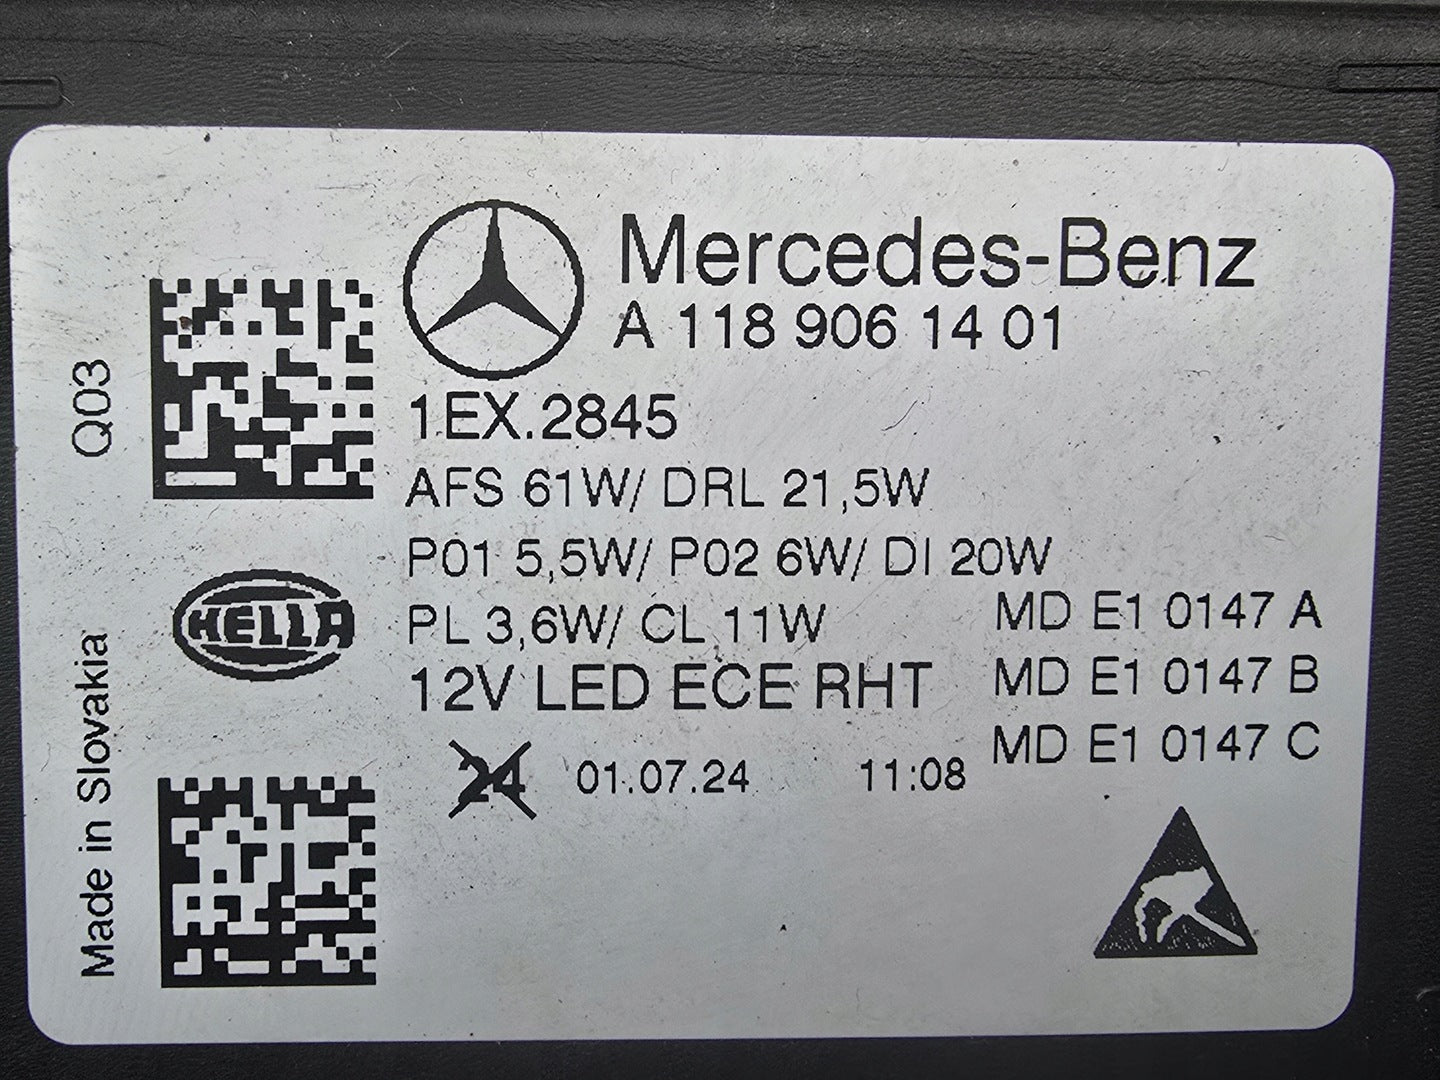 Mercedes-Benz
A 118 906 14 01
Q03
1EX.2845
AFS 61W/ DRL 21,5W
P01 5,5W/ P02 6W/ DI 20W
HELLA
PL 3,6W/ CL 11W
MD E1 0147 A
12V LED ECE RHT
MD E1 0147 B
MD E1 0147 C
24 01.07.24 11:08
Made in Slovakia